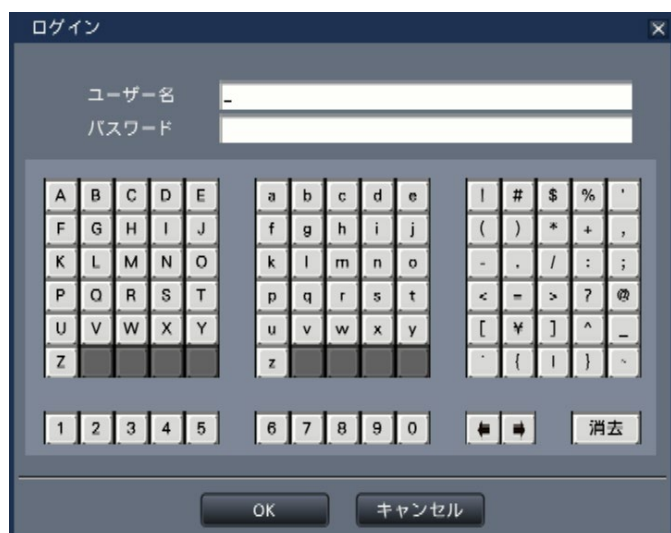 ログイン
ユーザー名
パスワード
A B C D E a b c d e ! # $ % '
F G H I J f g h i j ( ) * + ,
K L M N O k l m n o - . / : ;
P Q R S T p q r s t < = > ? @
U V W X Y u v w x y [ ¥ ] ^ _
Z z ` { | } ~
1 2 3 4 5 6 7 8 9 0 消去
OK キャンセル